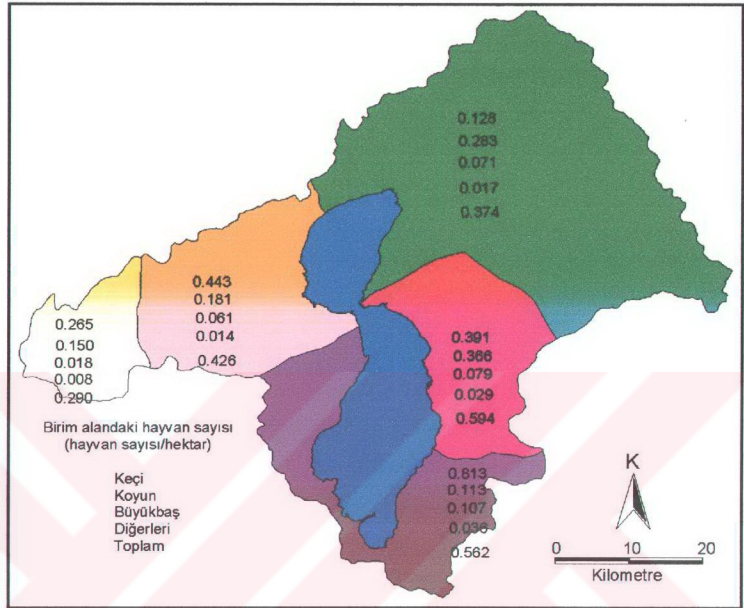 0.128
0.283
0.071
0.017
0.374
0.443
0.181
0.061
0.014
0.426
0.265
0.150
0.018
0.008
0.290
0.391
0.366
0.079
0.029
0.594
0.813
0.113
0.107
0.036
0.562
Birim alandaki hayvan sayısı
(hayvan sayısı/hektar)
Keçi
Koyun
Büyükbaş
Diğerleri
Toplam
K
0 10 20
Kilometre